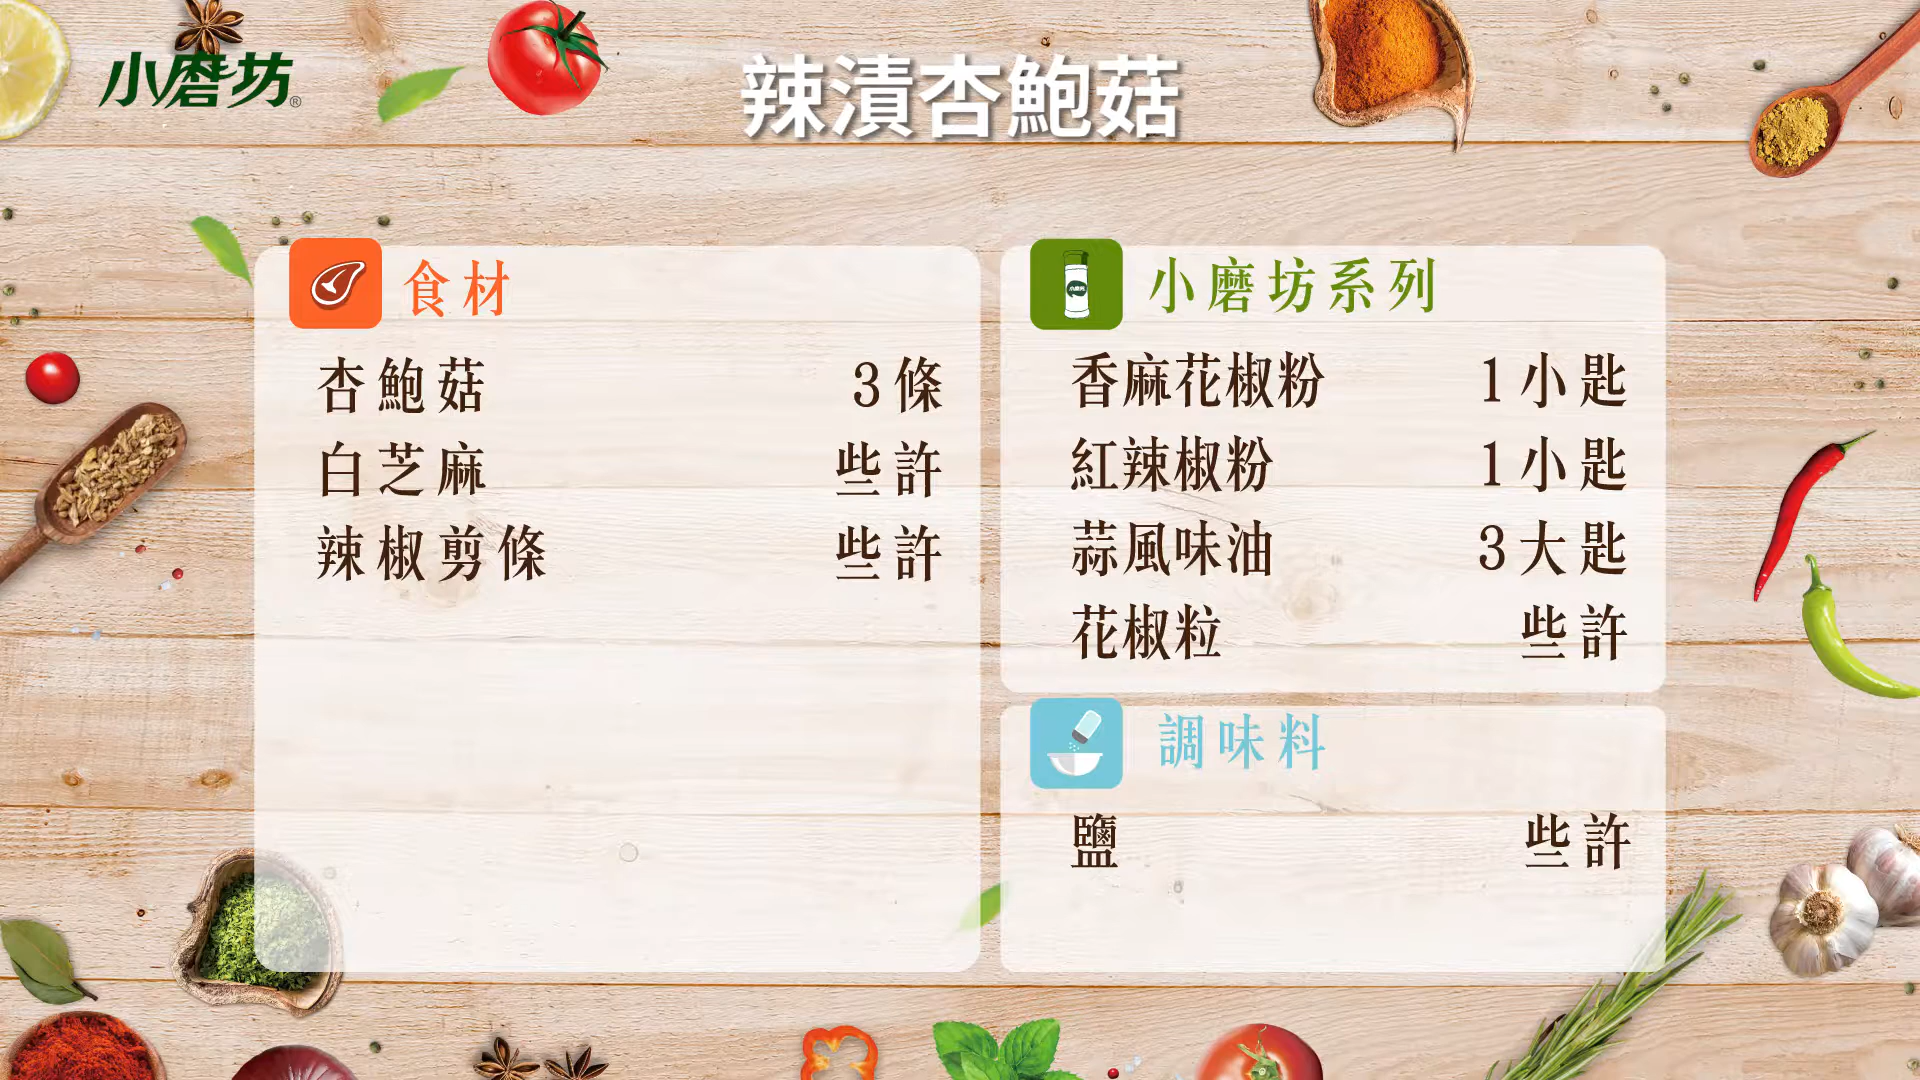 小磨坊®
辣漬杏鮑菇
食材
杏鮑菇 3條
白芝麻 些許
辣椒剪條 些許
小磨坊系列
香麻花椒粉 1小匙
紅辣椒粉 1小匙
蒜風味油 3大匙
花椒粒 些許
調味料
鹽 些許